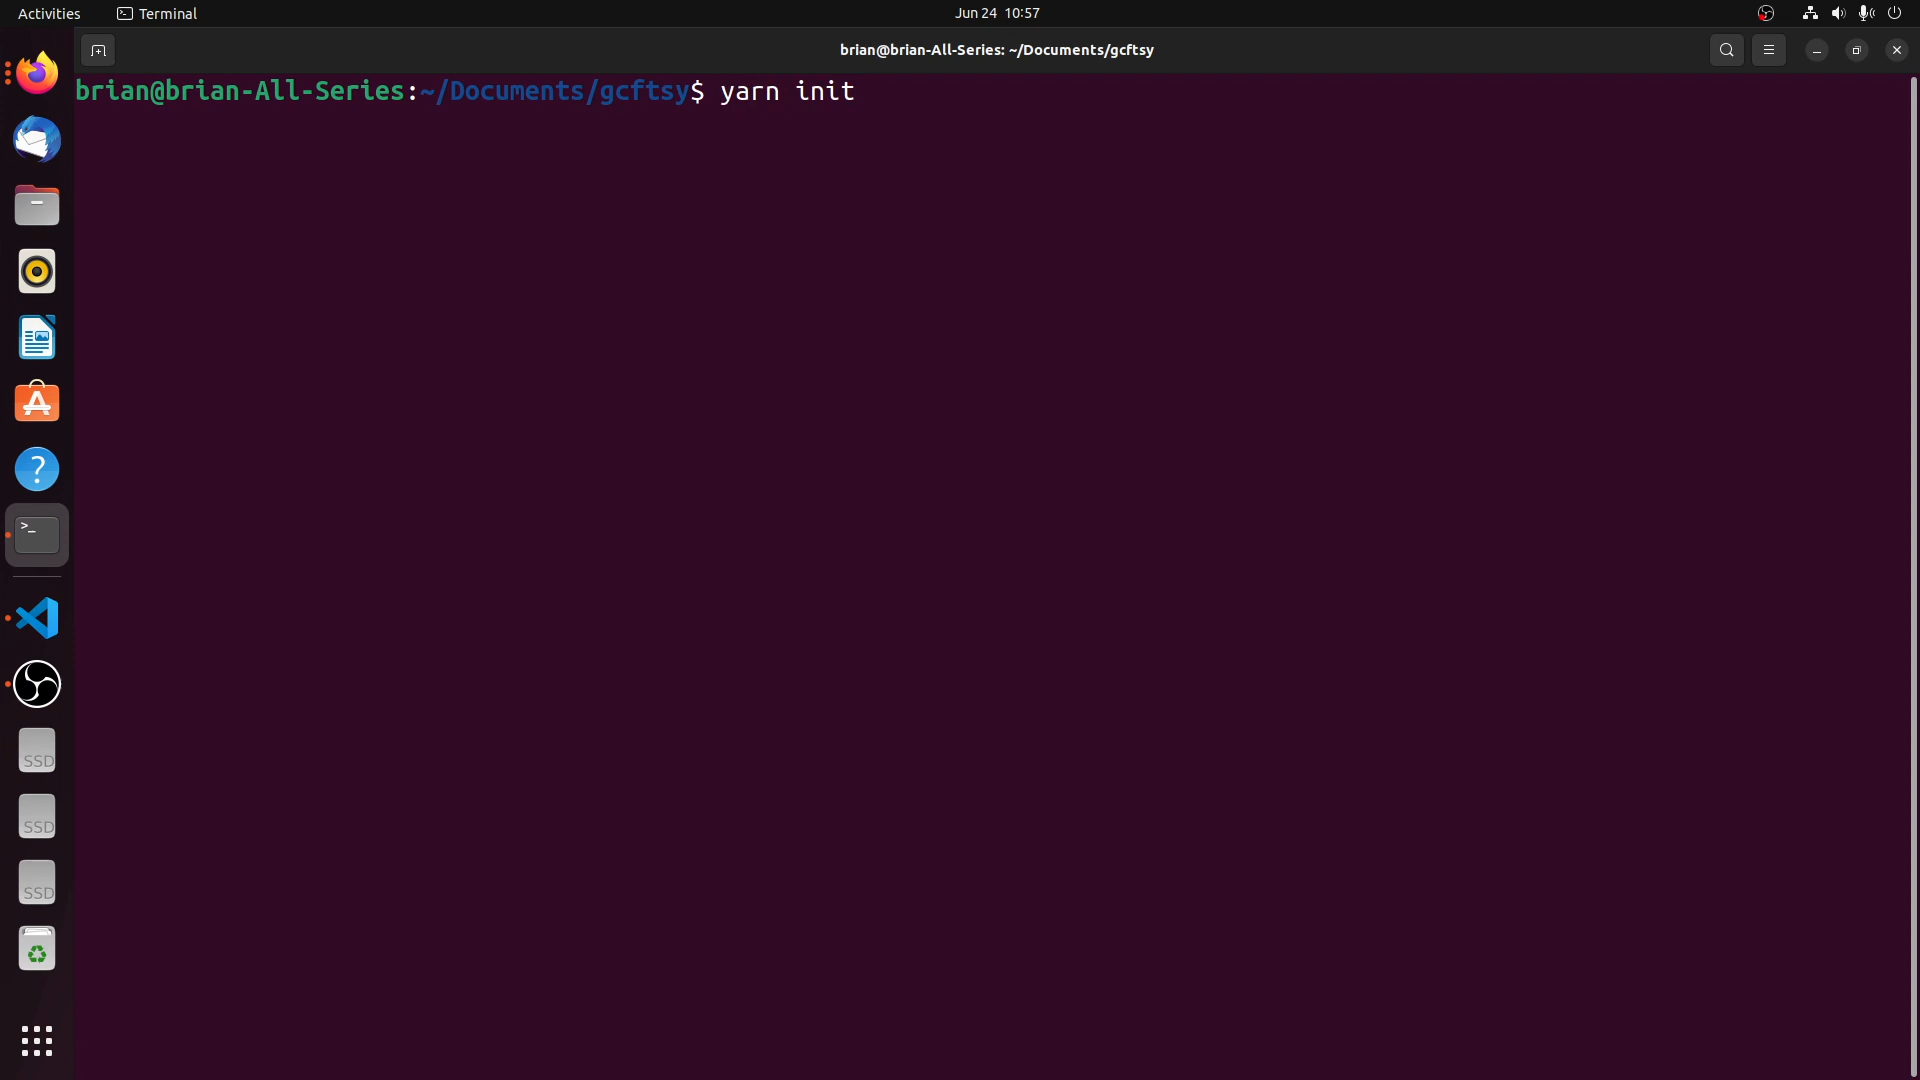 Activities Terminal Jun 24 10:57
brian@brian-All-Series: ~/Documents/gcftsy
brian@brian-All-Series:~/Documents/gcftsy$ yarn init
?
>_
SSD
SSD
SSD